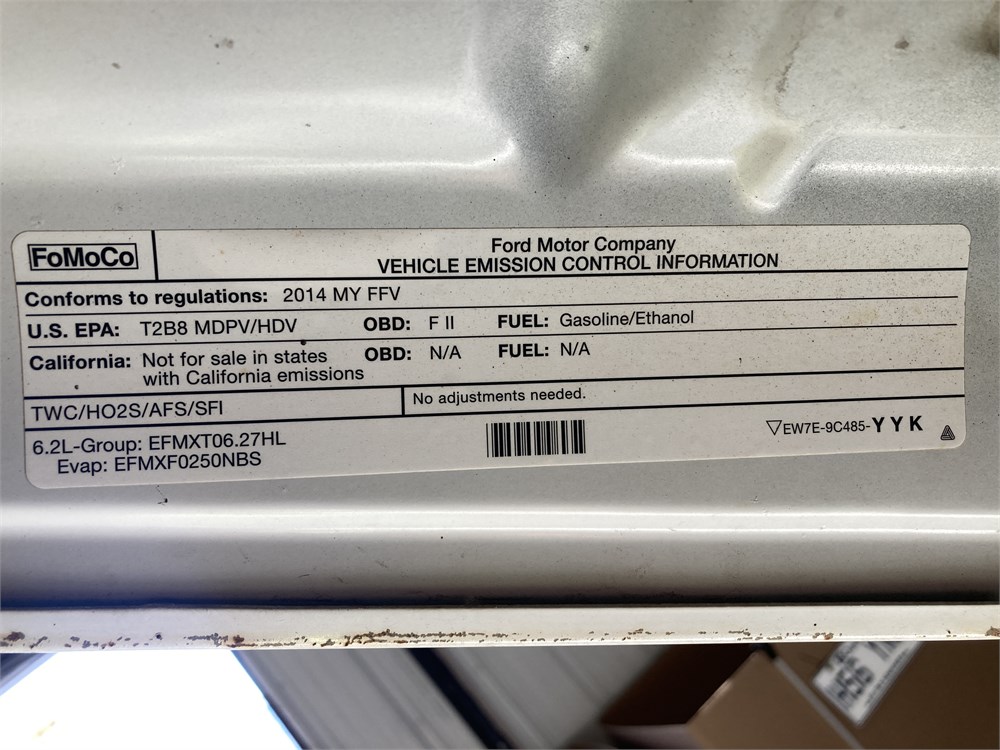 FoMoCo
Ford Motor Company
VEHICLE EMISSION CONTROL INFORMATION
Conforms to regulations: 2014 MY FFV
U.S. EPA: T2B8 MDPV/HDV OBD: F II FUEL: Gasoline/Ethanol
California: Not for sale in states OBD: N/A FUEL: N/A
with California emissions
TWC/HO2S/AFS/SFI No adjustments needed.
6.2L-Group: EFMXT06.27HL
Evap: EFMXF0250NBS
▽EW7E-9C485-Y Y K